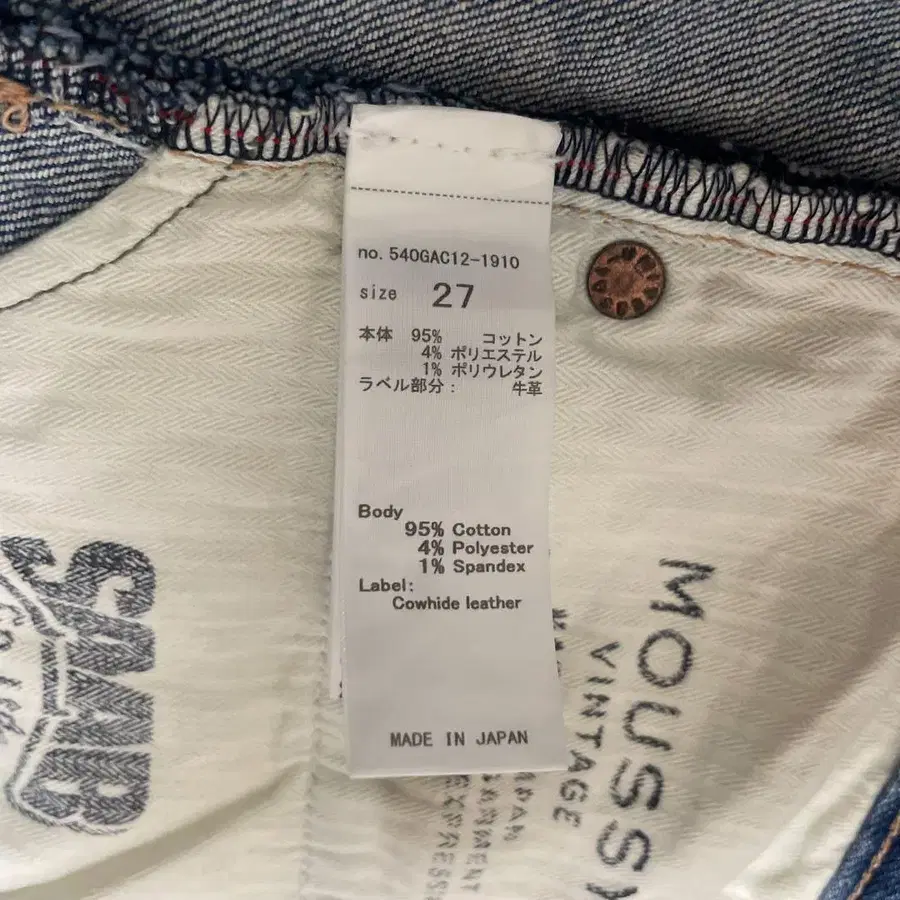 no. 540GAC12-1910
size 27
本体 95% コットン
4% ポリエステル
1% ポリウレタン
ラベル部分： 牛革
Body
95% Cotton
4% Polyester
1% Spandex
Label:
Cowhide leather
MADE IN JAPAN
MOUSSY
VINTAGE